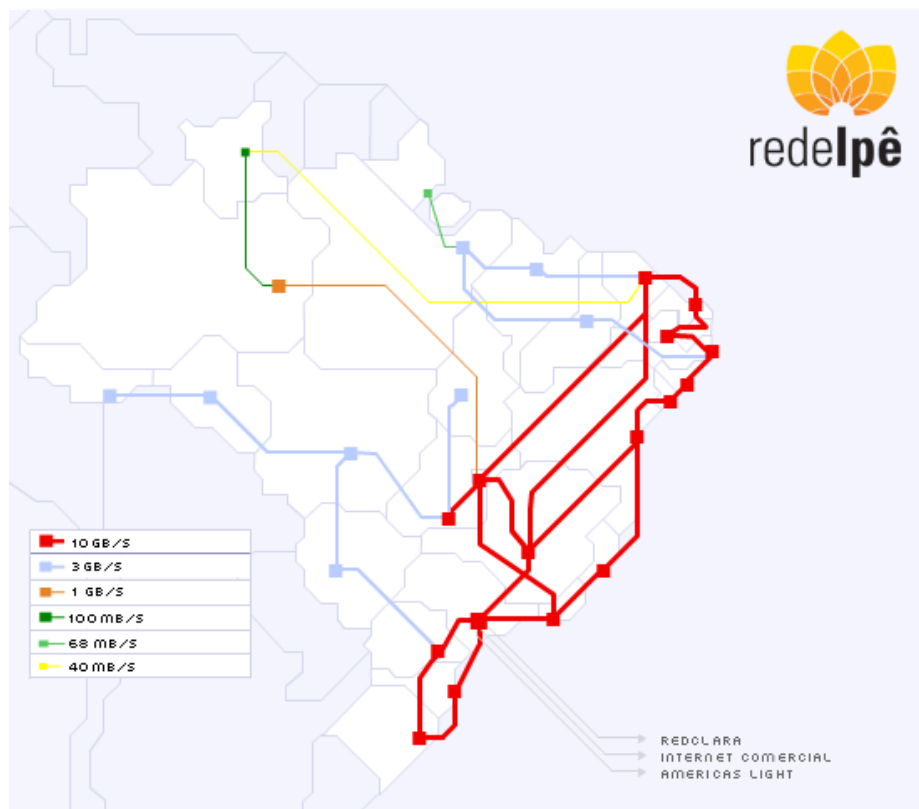 redeIpê
10 GB/S
3 GB/S
1 GB/S
100 MB/S
68 MB/S
40 MB/S
REDCLARA
INTERNET COMERCIAL
AMERICAS LIGHT